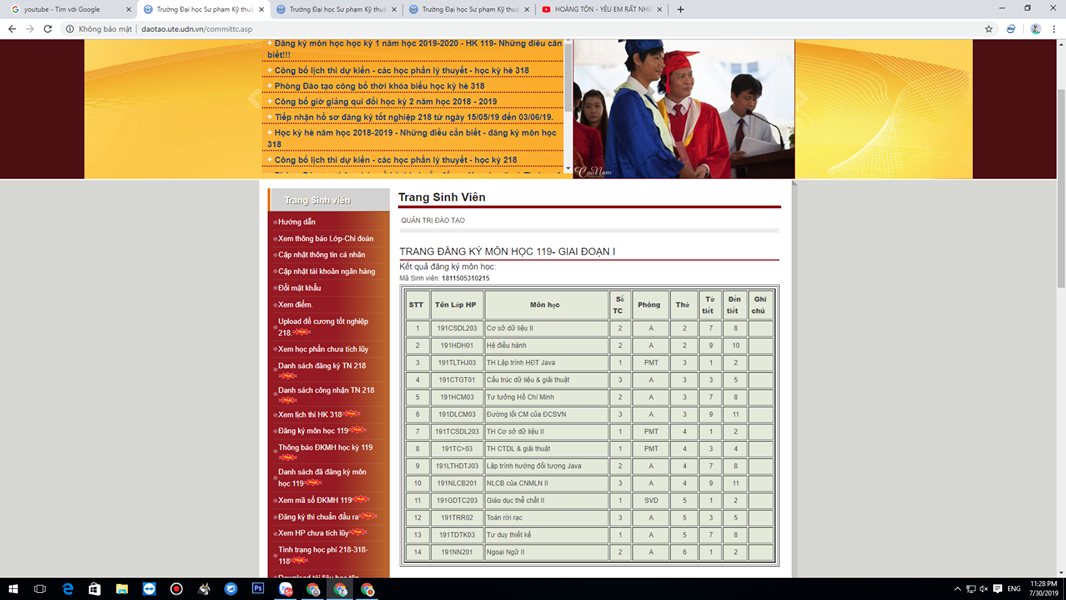 youtube - Tìm với Google
Trường Đại học Sư phạm Kỹ thuậ
Trường Đại học Sư phạm Kỹ thuậ
Trường Đại học Sư phạm Kỹ thuậ
HOÀNG TÔN - YÊU EM RẤT NHI
Không bảo mật | daotao.ute.udn.vn/committc.asp
Đăng ký môn học học kỳ 1 năm học 2019-2020 - HK 119- Những điều cần
biết!!!
Công bố lịch thi dự kiến - các học phần lý thuyết - học kỳ hè 318
Phòng Đào tạo công bố thời khóa biểu học kỳ hè 318
Công bố giờ giảng qui đổi học kỳ 2 năm học 2018 - 2019
Tiếp nhận hồ sơ đăng ký tốt nghiệp 218 từ ngày 15/05/19 đến 03/06/19.
Học kỳ hè năm học 2018-2019 - Những điều cần biết - đăng ký môn học
318
Công bố lịch thi dự kiến - các học phần lý thuyết - học kỳ 218
Trang Sinh viên
Hướng dẫn
Xem thông báo Lớp-Chi đoàn
Cập nhật thông tin cá nhân
Cập nhật tài khoản ngân hàng
Đổi mật khẩu
Xem điểm.
Upload đề cương tốt nghiệp
218.
Xem học phần chưa tích lũy
Danh sách đăng ký TN 218
Danh sách công nhận TN 218
Xem lịch thi HK 318
Đăng ký môn học 119
Thông báo ĐKMH học kỳ 119
Danh sách đã đăng ký môn
học 119
Xem mã số ĐKMH 119
Đăng ký thi chuẩn đầu ra
Xem HP chưa tích lũy
Tình trạng học phí 218-318-
118
Download tài liệu học tập
Trang Sinh Viên
QUẢN TRỊ ĐÀO TẠO
TRANG ĐĂNG KÝ MÔN HỌC 119- GIAI ĐOẠN I
Kết quả đăng ký môn học:
Mã Sinh viên: 1811505310215
STT Tên Lớp HP Môn học Số TC Phòng Thứ Từ tiết Đến tiết Ghi chú
1 191CSDL203 Cơ sở dữ liệu II 2 A 2 7 8
2 191HDH01 Hệ điều hành 2 A 2 9 10
3 191TLTHJ03 TH Lập trình HĐT Java 1 PMT 3 1 2
4 191CTGT01 Cấu trúc dữ liệu & giải thuật 3 A 3 3 5
5 191HCM03 Tư tưởng Hồ Chí Minh 2 A 3 7 8
6 191DLCM03 Đường lối CM của ĐCSVN 3 A 3 9 11
7 191TCSDL203 TH Cơ sở dữ liệu II 1 PMT 4 1 2
8 191TC>03 TH CTDL & giải thuật 1 PMT 4 3 4
9 191LTHDTJ03 Lập trình hướng đối tượng Java 2 A 4 7 8
10 191NLCB201 NLCB của CNMLN II 3 A 4 9 11
11 191GDTC203 Giáo dục thể chất II 1 SVD 5 1 2
12 191TRR02 Toán rời rạc 3 A 5 3 5
13 191TDTK03 Tư duy thiết kế 1 A 5 7 8
14 191NN201 Ngoại Ngữ II 2 A 6 1 2
ENG
11:28 PM
7/30/2019